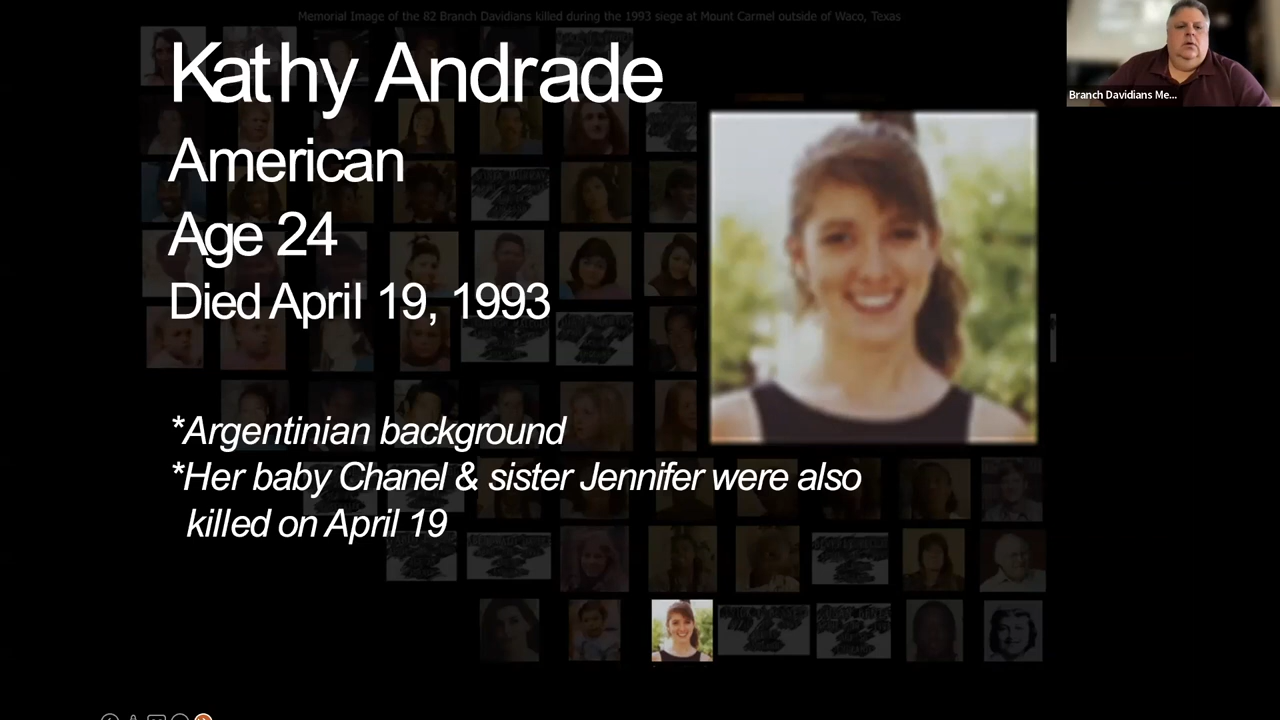 Memorial Image of the 82 Branch Davidians killed during the 1993 siege at Mount Carmel outside of Waco, Texas
Kathy Andrade
American
Age 24
Died April 19, 1993
*Argentinian background
*Her baby Chanel & sister Jennifer were also
killed on April 19
Branch Davidians Me...